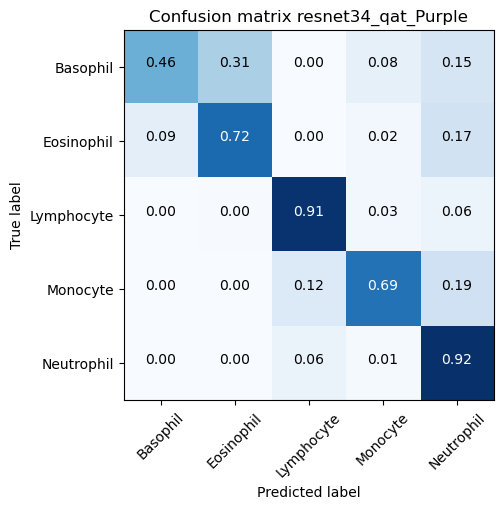 Confusion matrix resnet34_qat_Purple
Basophil 0.46 0.31 0.00 0.08 0.15
Eosinophil 0.09 0.72 0.00 0.02 0.17
Lymphocyte 0.00 0.00 0.91 0.03 0.06
Monocyte 0.00 0.00 0.12 0.69 0.19
Neutrophil 0.00 0.00 0.06 0.01 0.92
True label
Basophil Eosinophil Lymphocyte Monocyte Neutrophil
Predicted label